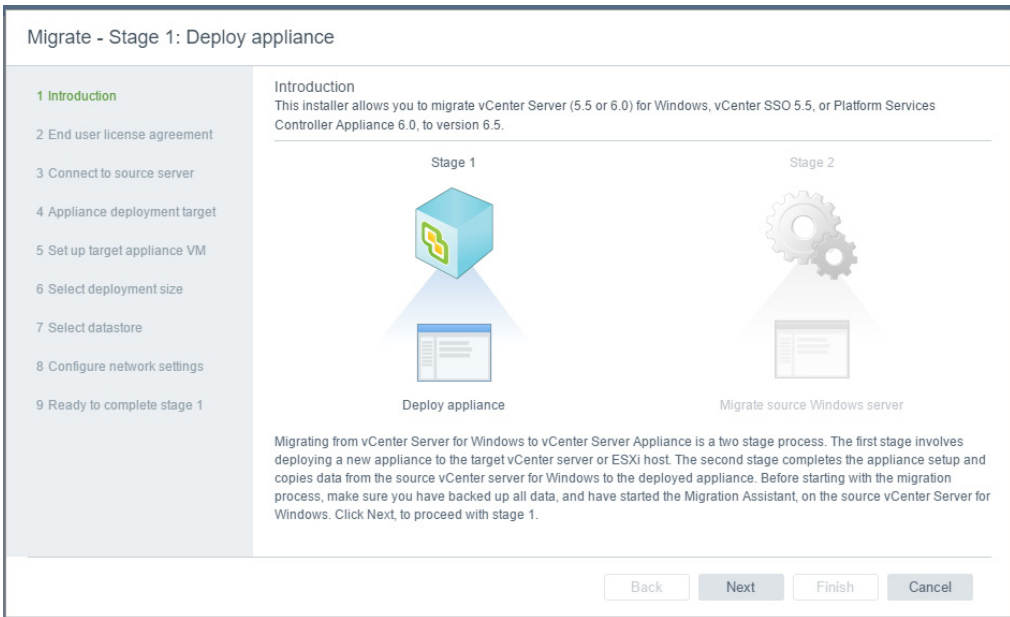 Migrate - Stage 1: Deploy appliance
1 Introduction
2 End user license agreement
3 Connect to source server
4 Appliance deployment target
5 Set up target appliance VM
6 Select deployment size
7 Select datastore
8 Configure network settings
9 Ready to complete stage 1
Introduction
This installer allows you to migrate vCenter Server (5.5 or 6.0) for Windows, vCenter SSO 5.5, or Platform Services
Controller Appliance 6.0, to version 6.5.
Stage 1
Stage 2
Deploy appliance
Migrate source Windows server
Migrating from vCenter Server for Windows to vCenter Server Appliance is a two stage process. The first stage involves
deploying a new appliance to the target vCenter server or ESXi host. The second stage completes the appliance setup and
copies data from the source vCenter server for Windows to the deployed appliance. Before starting with the migration
process, make sure you have backed up all data, and have started the Migration Assistant, on the source vCenter Server for
Windows. Click Next, to proceed with stage 1.
Back
Next
Finish
Cancel